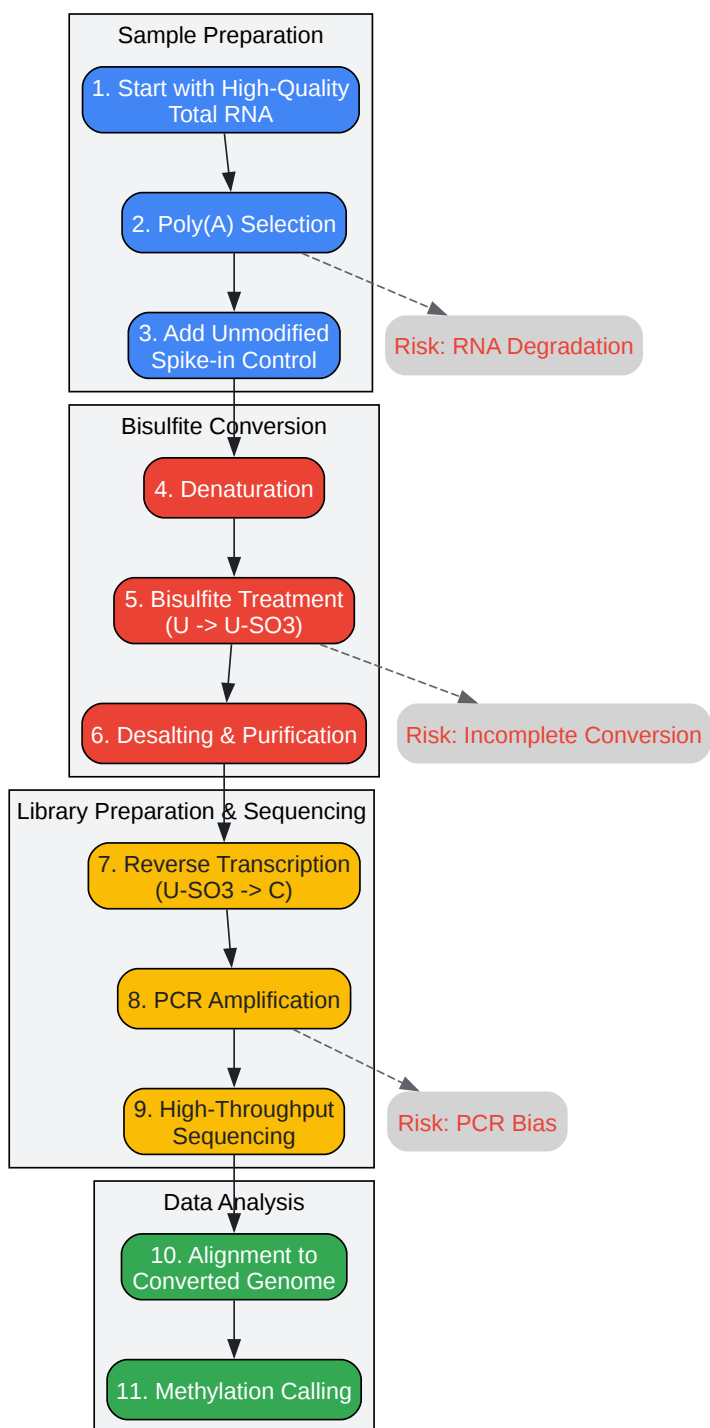 Sample Preparation
1. Start with High-Quality
Total RNA
2. Poly(A) Selection
3. Add Unmodified
Spike-in Control
Risk: RNA Degradation
Bisulfite Conversion
4. Denaturation
5. Bisulfite Treatment
(U -> U-SO3)
6. Desalting & Purification
Risk: Incomplete Conversion
Library Preparation & Sequencing
7. Reverse Transcription
(U-SO3 -> C)
8. PCR Amplification
9. High-Throughput
Sequencing
Risk: PCR Bias
Data Analysis
10. Alignment to
Converted Genome
11. Methylation Calling